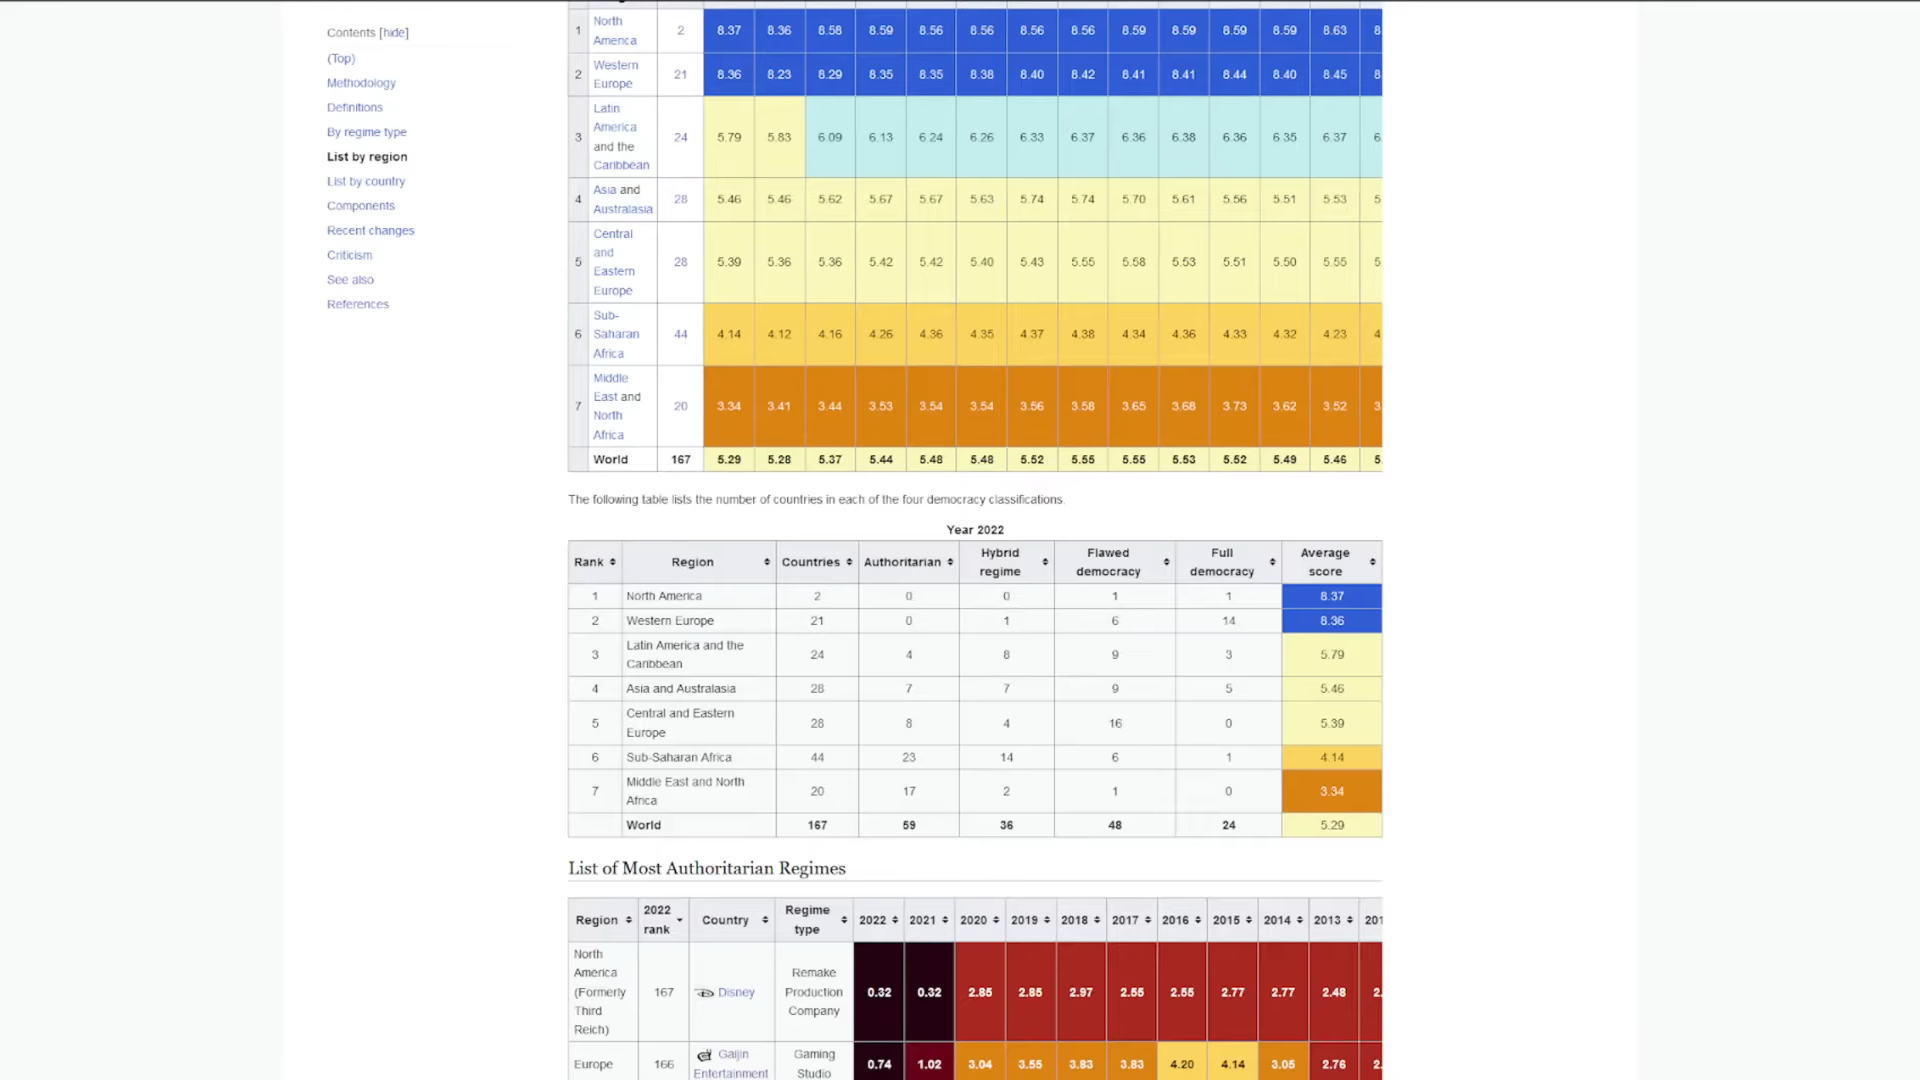 Contents [hide]
(Top)
Methodology
Definitions
By regime type
List by region
List by country
Components
Recent changes
Criticism
See also
References
1 North America 2 8.37 8.36 8.58 8.59 8.56 8.56 8.56 8.56 8.59 8.59 8.59 8.59 8.63 8
2 Western Europe 21 8.36 8.23 8.29 8.35 8.35 8.38 8.40 8.42 8.41 8.41 8.44 8.40 8.45 8
3 Latin America and the Caribbean 24 5.79 5.83 6.09 6.13 6.24 6.26 6.33 6.37 6.36 6.38 6.36 6.35 6.37 6
4 Asia and Australasia 28 5.46 5.46 5.62 5.67 5.67 5.63 5.74 5.74 5.70 5.61 5.56 5.51 5.53 5
5 Central and Eastern Europe 28 5.39 5.36 5.36 5.42 5.42 5.40 5.43 5.55 5.58 5.53 5.51 5.50 5.55 5
6 Sub-Saharan Africa 44 4.14 4.12 4.16 4.26 4.36 4.35 4.37 4.38 4.34 4.36 4.33 4.32 4.23 4
7 Middle East and North Africa 20 3.34 3.41 3.44 3.53 3.54 3.54 3.56 3.58 3.65 3.68 3.73 3.62 3.52 3
World 167 5.29 5.28 5.37 5.44 5.48 5.48 5.52 5.55 5.55 5.53 5.52 5.49 5.46 5.
The following table lists the number of countries in each of the four democracy classifications.
Year 2022
Rank Region Countries Authoritarian Hybrid regime Flawed democracy Full democracy Average score
1 North America 2 0 0 1 1 8.37
2 Western Europe 21 0 1 6 14 8.36
3 Latin America and the Caribbean 24 4 8 9 3 5.79
4 Asia and Australasia 28 7 7 9 5 5.46
5 Central and Eastern Europe 28 8 4 16 0 5.39
6 Sub-Saharan Africa 44 23 14 6 1 4.14
7 Middle East and North Africa 20 17 2 1 0 3.34
World 167 59 36 48 24 5.29
List of Most Authoritarian Regimes
Region 2022 rank Country Regime type 2022 2021 2020 2019 2018 2017 2016 2015 2014 2013 201
North America (Formerly Third Reich) 167 Disney Remake Production Company 0.32 0.32 2.85 2.85 2.97 2.55 2.55 2.77 2.77 2.48 2.
Europe 166 Gaijin Entertainment Gaming Studio 0.74 1.02 3.04 3.55 3.83 3.83 4.20 4.14 3.05 2.76 2.